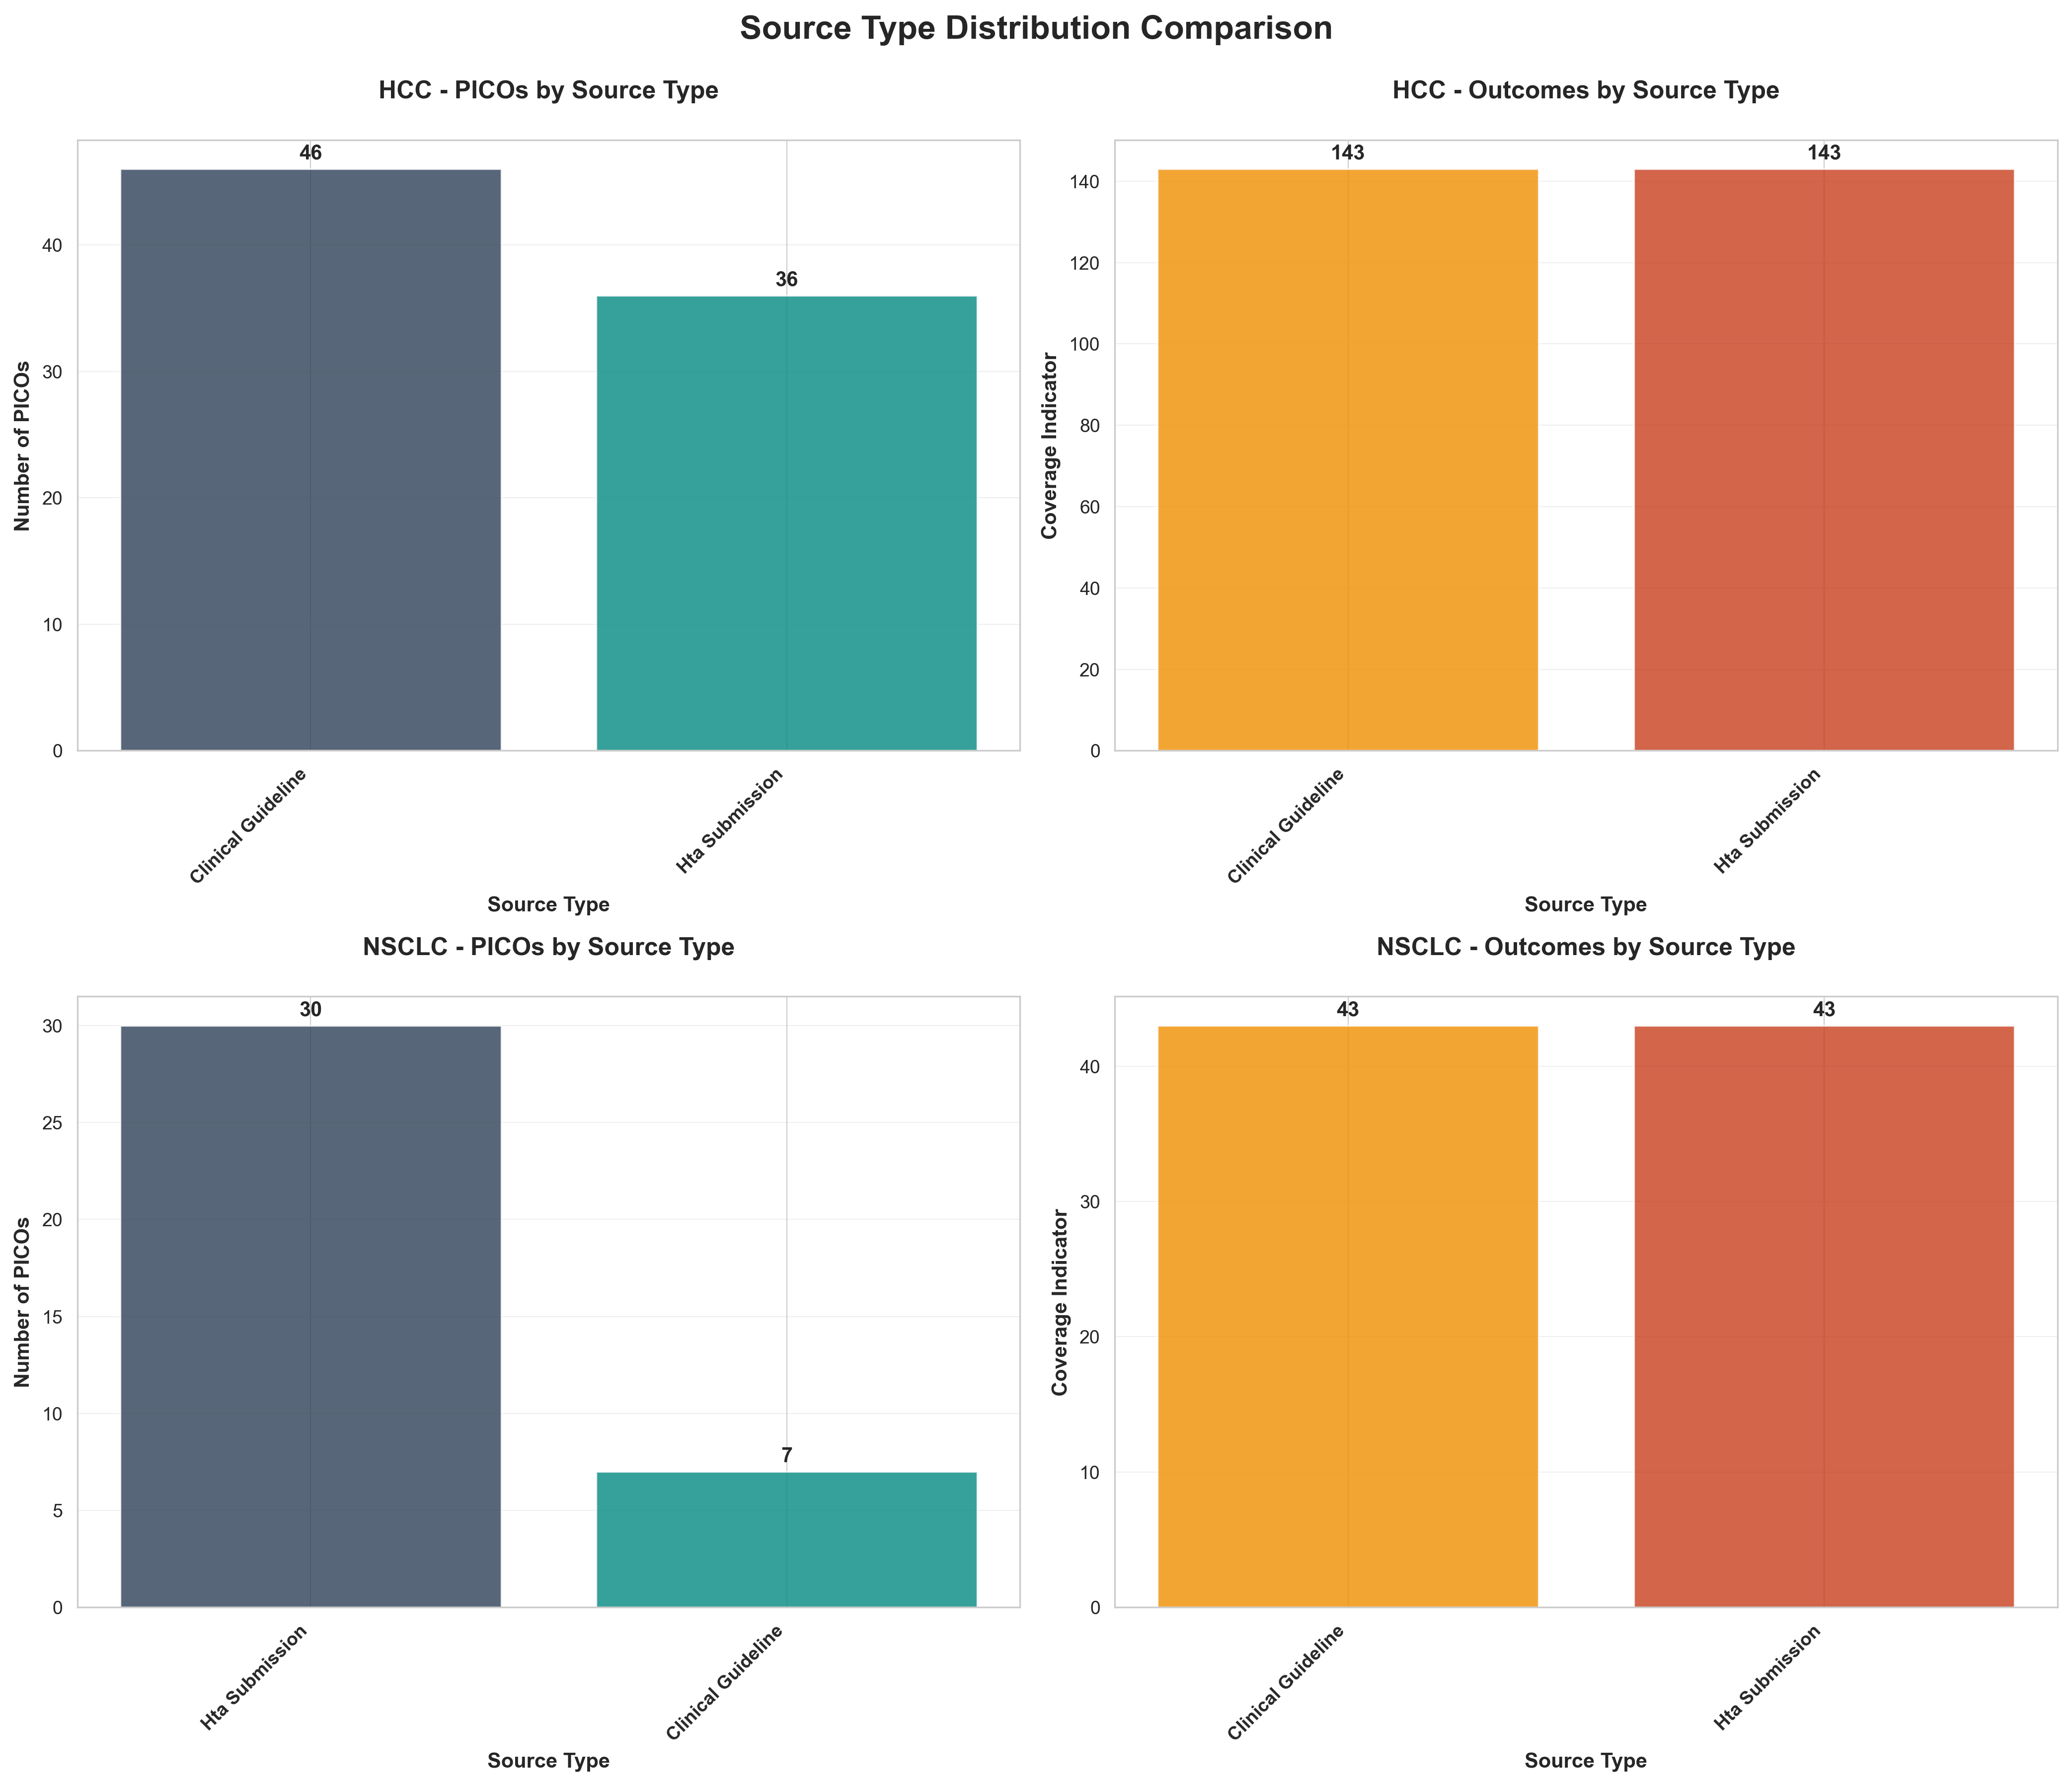 Source Type Distribution Comparison
HCC - PICOs by Source Type
46
36
40
30
20
10
0
Number of PICOs
Clinical Guideline
Hta Submission
Source Type
HCC - Outcomes by Source Type
143
143
140
120
100
80
60
40
20
0
Coverage Indicator
Clinical Guideline
Hta Submission
Source Type
NSCLC - PICOs by Source Type
30
7
30
25
20
15
10
5
0
Number of PICOs
Hta Submission
Clinical Guideline
Source Type
NSCLC - Outcomes by Source Type
43
43
40
30
20
10
0
Coverage Indicator
Clinical Guideline
Hta Submission
Source Type